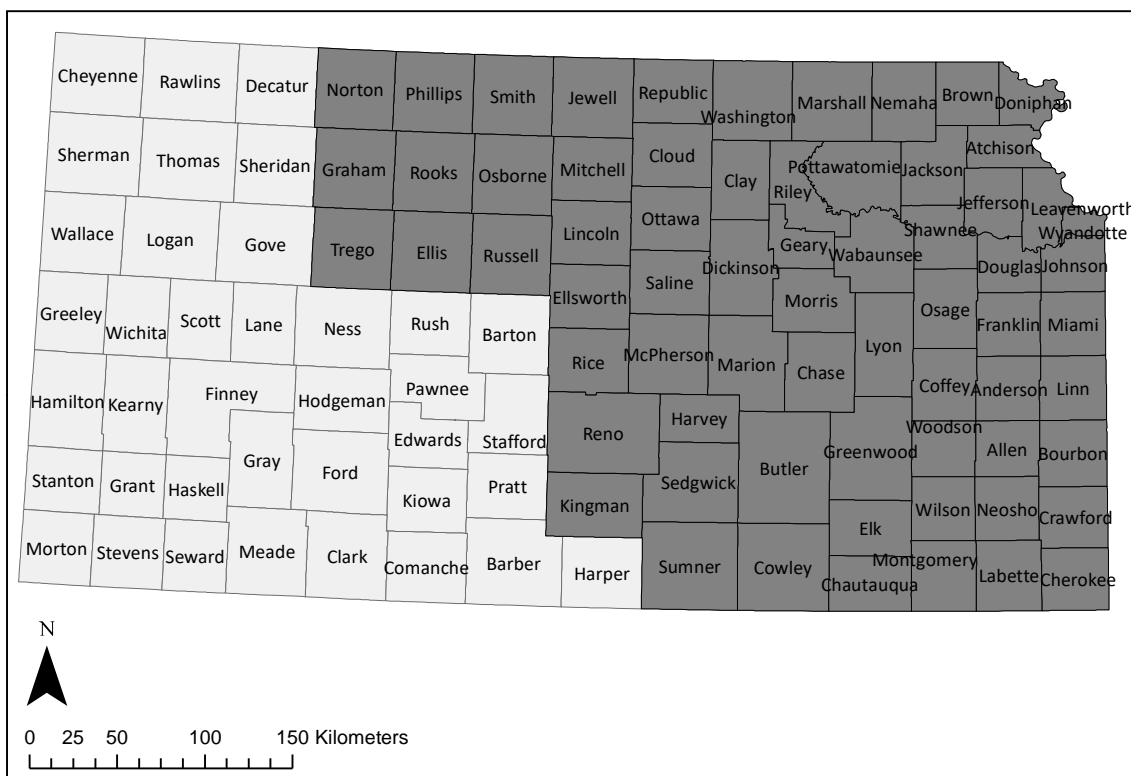 Cheyenne Rawlins Decatur Norton Phillips Smith Jewell Republic Washington Marshall Nemaha Brown Doniphan
Sherman Thomas Sheridan Graham Rooks Osborne Mitchell Cloud Clay Riley Pottawatomie Jackson Atchison
Jefferson Leavenworth
Wallace Logan Gove Trego Ellis Russell Lincoln Ottawa Dickinson Geary Wabaunsee Shawnee Wyandotte
Douglas Johnson
Greeley Wichita Scott Lane Ness Rush Barton Ellsworth Saline Morris Osage Franklin Miami
Rice McPherson Marion Chase Lyon
Hamilton Kearny Finney Hodgeman Pawnee Coffey Anderson Linn
Edwards Stafford Reno Harvey Butler Greenwood Woodson Allen Bourbon
Stanton Grant Haskell Gray Ford Kiowa Pratt Kingman Sedgwick
Elk Wilson Neosho Crawford
Morton Stevens Seward Meade Clark Comanche Barber Harper Sumner Cowley Chautauqua Montgomery Labette Cherokee
N
0 25 50 100 150 Kilometers